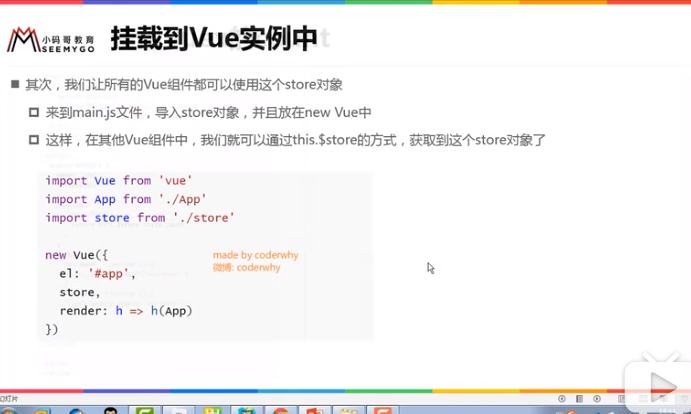 小码哥教育
SEEMYGO
挂载到Vue实例中
其次，我们让所有的Vue组件都可以使用这个store对象
来到main.js文件，导入store对象，并且放在new Vue中
这样，在其他Vue组件中，我们就可以通过this.$store的方式，获取到这个store对象了
import Vue from 'vue'
import App from './App'
import store from './store'
new Vue({
el: '#app',
store,
render: h => h(App)
})
made by coderwhy
微博: coderwhy
幻灯片